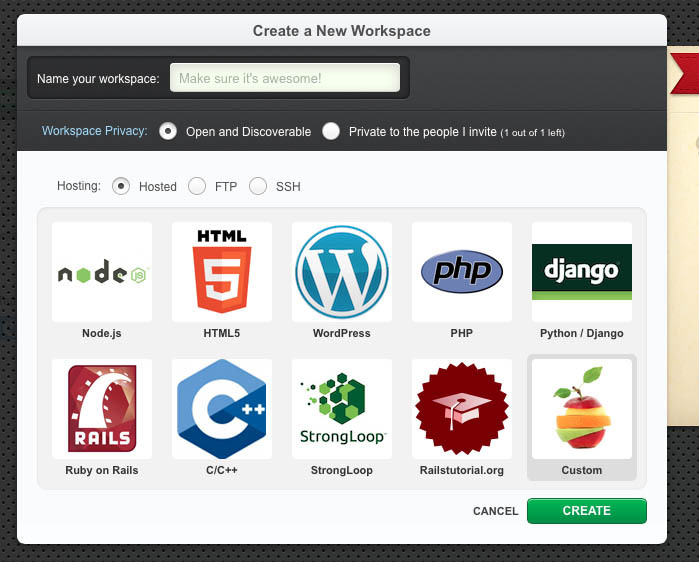 Create a New Workspace
Name your workspace: Make sure it's awesome!
Workspace Privacy: Open and Discoverable Private to the people I invite (1 out of 1 left)
Hosting: Hosted FTP SSH
node js
HTML
5
W
php
django
Node.js HTML5 WordPress PHP Python / Django
RAILS
C++
StrongLoop
Ruby on Rails C/C++ StrongLoop Railstutorial.org Custom
CANCEL CREATE